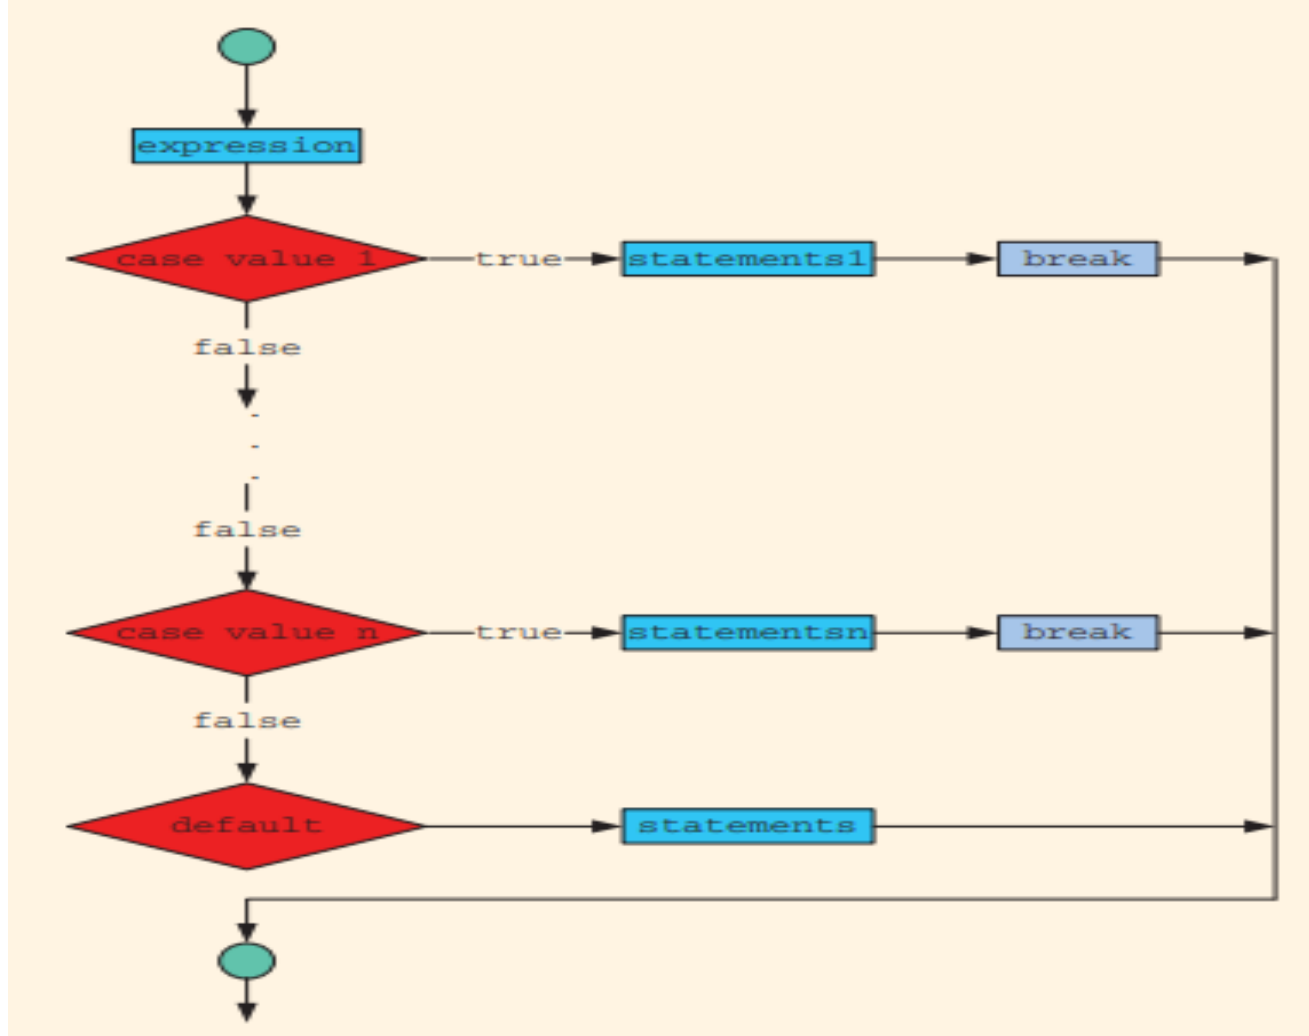 expression
case value 1
true
statements1
break
false
.
.
.
false
case value n
true
statementsn
break
false
default
statements